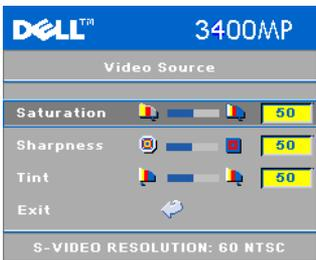 DELL™ 3400MP
Video Source
Saturation 50
Sharpness 50
Tint 50
Exit
S-VIDEO RESOLUTION: 60 NTSC